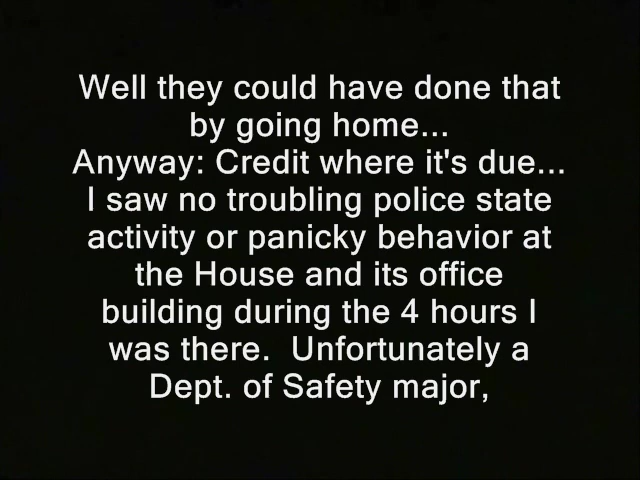 Well they could have done that
by going home...
Anyway: Credit where it's due...
I saw no troubling police state
activity or panicky behavior at
the House and its office
building during the 4 hours I
was there.  Unfortunately a
Dept. of Safety major,